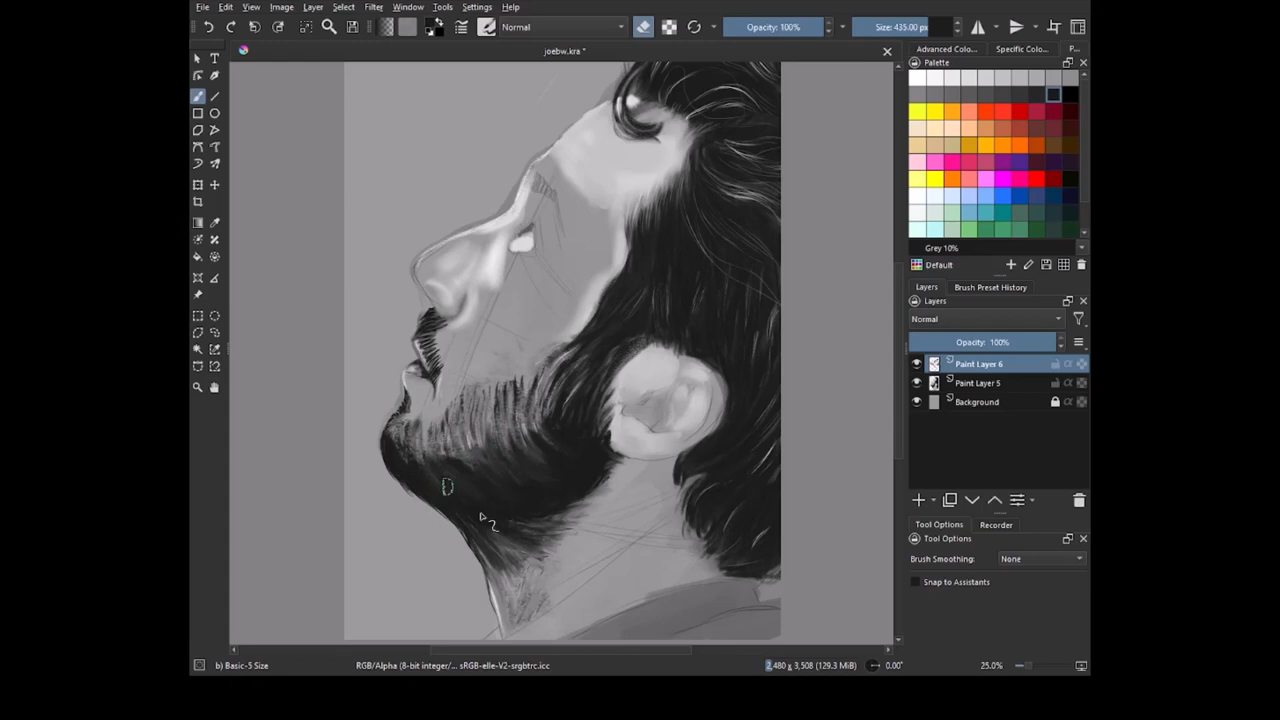 File Edit View Image Layer Select Filter Window Tools Settings Help
Normal Opacity: 100% Size: 435.00 px
joebw.kra *
Advanced Colo... Specific Colo... P...
Palette
Grey 10%
Default
Layers Brush Preset History
Layers
Normal
Opacity: 100%
Paint Layer 6
Paint Layer 5
Background
Tool Options Recorder
Tool Options
Brush Smoothing: None
Snap to Assistants
b) Basic-5 Size RGB/Alpha (8-bit integer/... sRGB-elle-V2-srgbtrc.icc 2,480 x 3,508 (129.3 MiB) 0.00° 25.0%